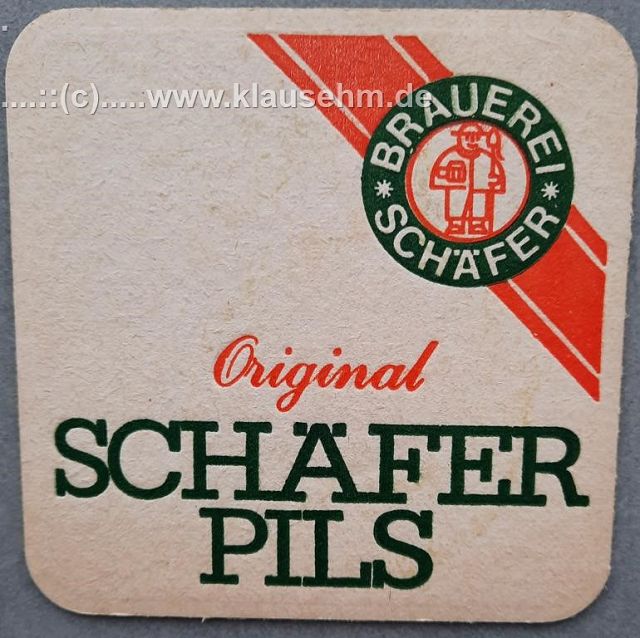 .....::(c).....www.klausehm.de
BRAUEREI
* SCHÄFER *
Original
SCHÄFER
PILS